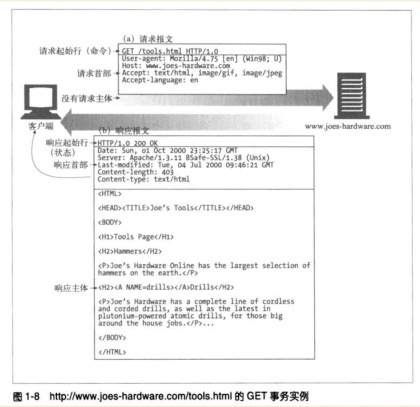 (a) 请求报文
请求起始行（命令）
GET /tools.html HTTP/1.0
User-agent: Mozilla/4.75 [en] (Win98; U)
Host: www.joes-hardware.com
请求首部
Accept: text/html, image/gif, image/jpeg
Accept-language: en
没有请求主体
客户端
www.joes-hardware.com
(b) 响应报文
响应起始行
（状态）
HTTP/1.0 200 OK
Date: Sun, 01 Oct 2000 23:25:17 GMT
Server: Apache/1.3.11 BSafe-SSL/1.38 (Unix)
响应首部
Last-modified: Tue, 04 Jul 2000 09:46:21 GMT
Content-length: 403
Content-type: text/html
<HTML>
<HEAD><TITLE>Joe's Tools</TITLE></HEAD>
<BODY>
<H1>Tools Page</H1>
<H2>Hammers</H2>
<P>Joe's Hardware Online has the largest selection of
hammers on the earth.</P>
响应主体
<H2><A NAME=drills></A>Drills</H2>
<P>Joe's Hardware has a complete line of cordless
and corded drills, as well as the latest in
plutonium-powered atomic drills, for those big
around the house jobs.</P>...
</BODY>
</HTML>
图 1-8 http://www.joes-hardware.com/tools.html 的 GET 事务实例